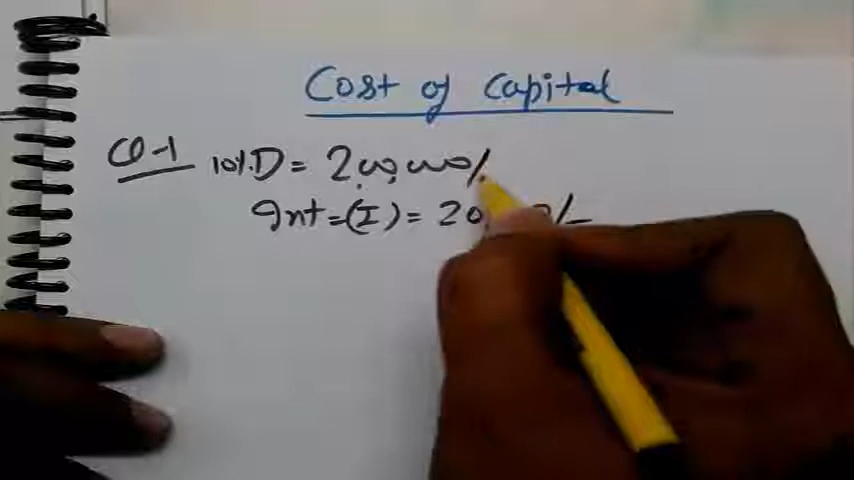 Cost of Capital
Q-1 10%.D = 2,00,000/-
Int=(I) = 20